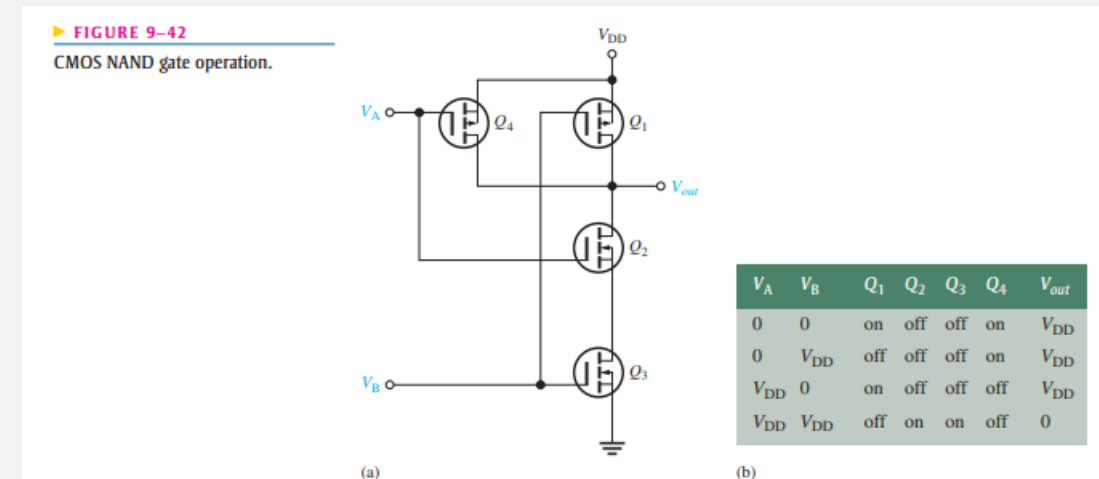 ► FIGURE 9–42
CMOS NAND gate operation.
VDD
VA
Q4
Q1
Vout
Q2
VB
Q3
(a)
VA VB Q1 Q2 Q3 Q4 Vout
0 0 on off off on VDD
0 VDD off off off on VDD
VDD 0 on off off off VDD
VDD VDD off on on off 0
(b)